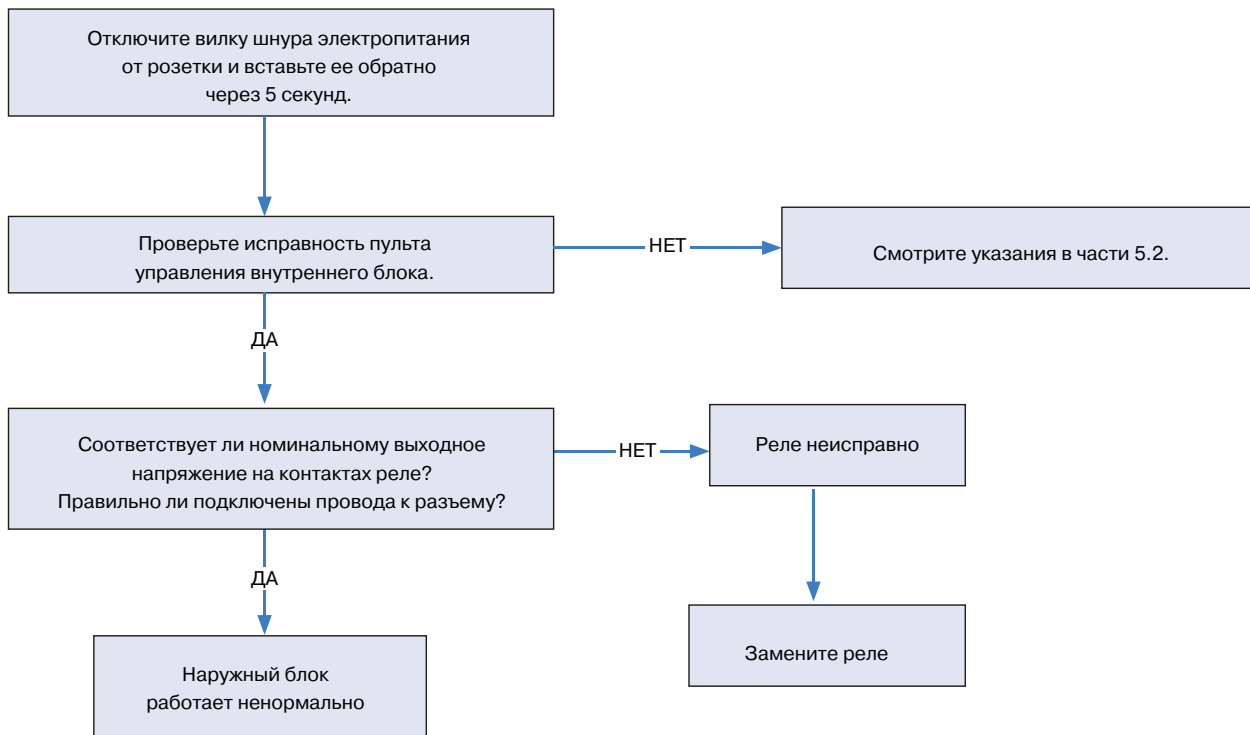 Отключите вилку шнура электропитания
от розетки и вставьте ее обратно
через 5 секунд.
Проверьте исправность пульта
управления внутреннего блока.
НЕТ
Смотрите указания в части 5.2.
ДА
Соответствует ли номинальному выходное
напряжение на контактах реле?
Правильно ли подключены провода к разъему?
НЕТ
Реле неисправно
ДА
Замените реле
Наружный блок
работает ненормально